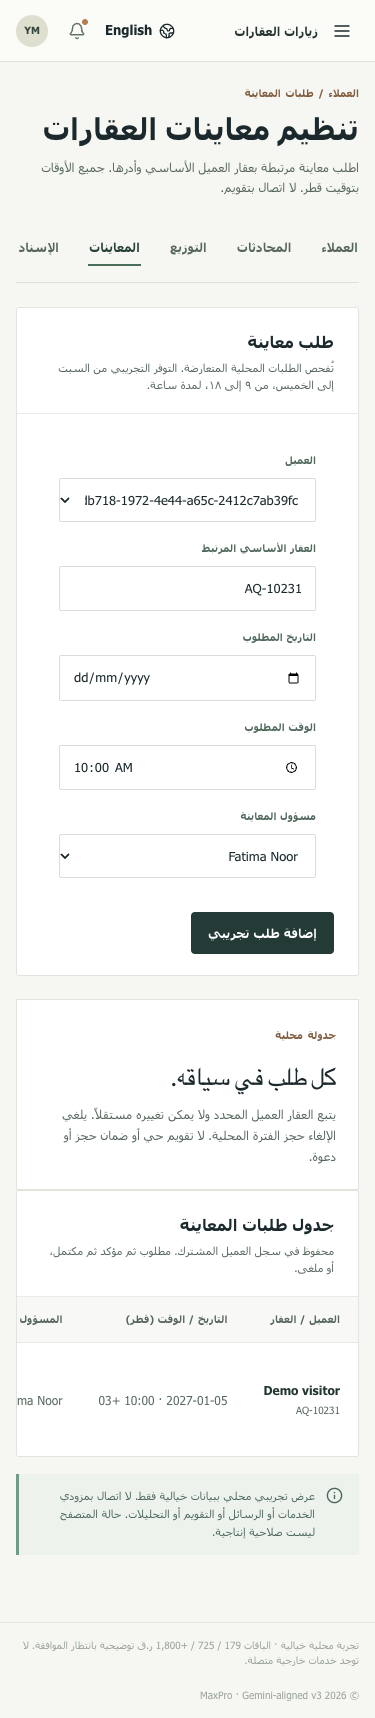 زيارات العقارات
English
YM
العملاء / طلبات المعاينة
تنظيم معاينات العقارات
اطلب معاينة مرتبطة بعقار العميل الأساسي وأدرها. جميع الأوقات
بتوقيت قطر. لا اتصال بتقويم.
العملاء المحادثات التوزيع المعاينات الإسناد
طلب معاينة
تُفحص الطلبات المحلية المتعارضة. التوفر التجريبي من السبت
إلى الخميس، من ٩ إلى ١٨، لمدة ساعة.
العميل
b718-1972-4e44-a65c-2412c7ab39fc
العقار الأساسي المرتبط
AQ-10231
التاريخ المطلوب
dd/mm/yyyy
الوقت المطلوب
10:00 AM
مسؤول المعاينة
Fatima Noor
إضافة طلب تجريبي
جدولة محلية
كل طلب في سياقه.
يتبع العقار العميل المحدد ولا يمكن تغييره مستقلاً. يلغي
الإلغاء حجز الفترة المحلية. لا تقويم حي أو ضمان حجز أو
دعوة.
جدول طلبات المعاينة
محفوظ في سجل العميل المشترك. مطلوب ثم مؤكد ثم مكتمل،
أو ملغى.
العميل / العقار التاريخ / الوقت (قطر) المسؤول
Demo visitor
AQ-10231
2027-01-05 · 10:00 +03
ma Noor
عرض تجريبي محلي ببيانات خيالية فقط. لا اتصال بمزودي
الخدمات أو الرسائل أو التقويم أو التحليلات. حالة المتصفح
ليست صلاحية إنتاجية.
تجربة محلية خيالية · الباقات 179 / 725 / +1,800 ر.ق توضيحية بانتظار الموافقة. لا
توجد خدمات خارجية متصلة.
© 2026 MaxPro · Gemini-aligned v3